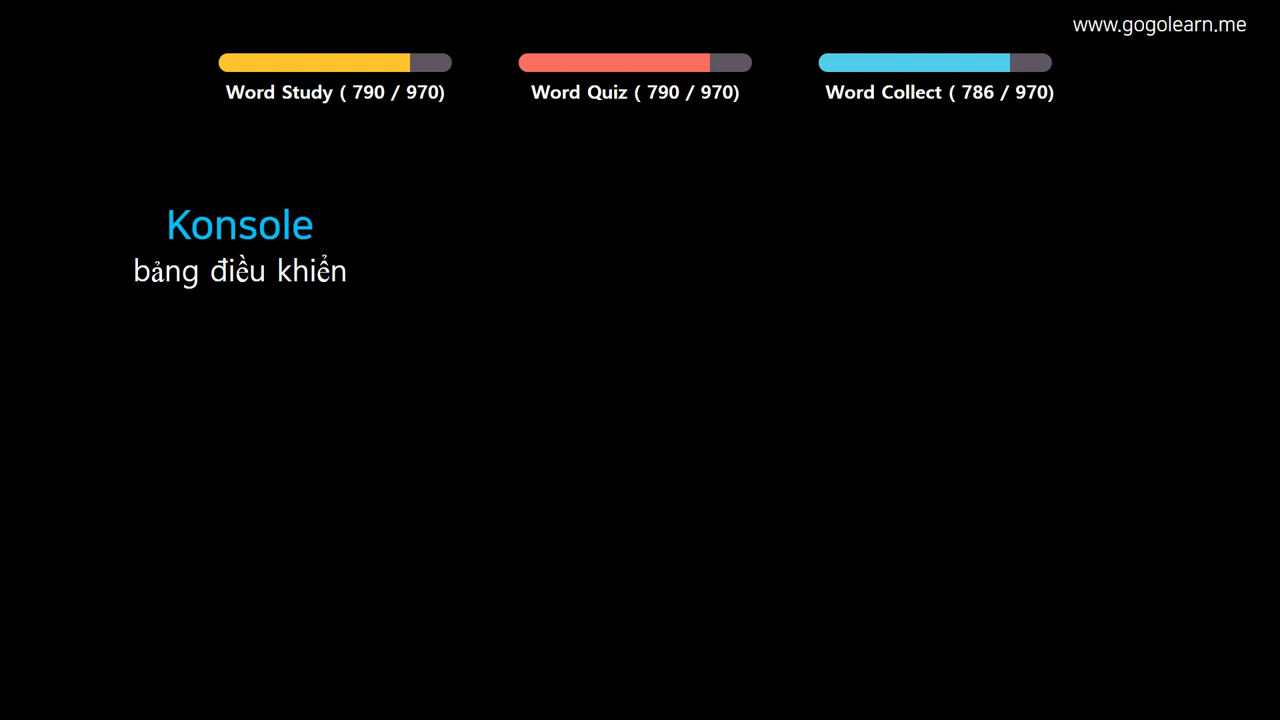 www.gogolearn.me
Word Study ( 790 / 970)
Word Quiz ( 790 / 970)
Word Collect ( 786 / 970)
Konsole
bảng điều khiển